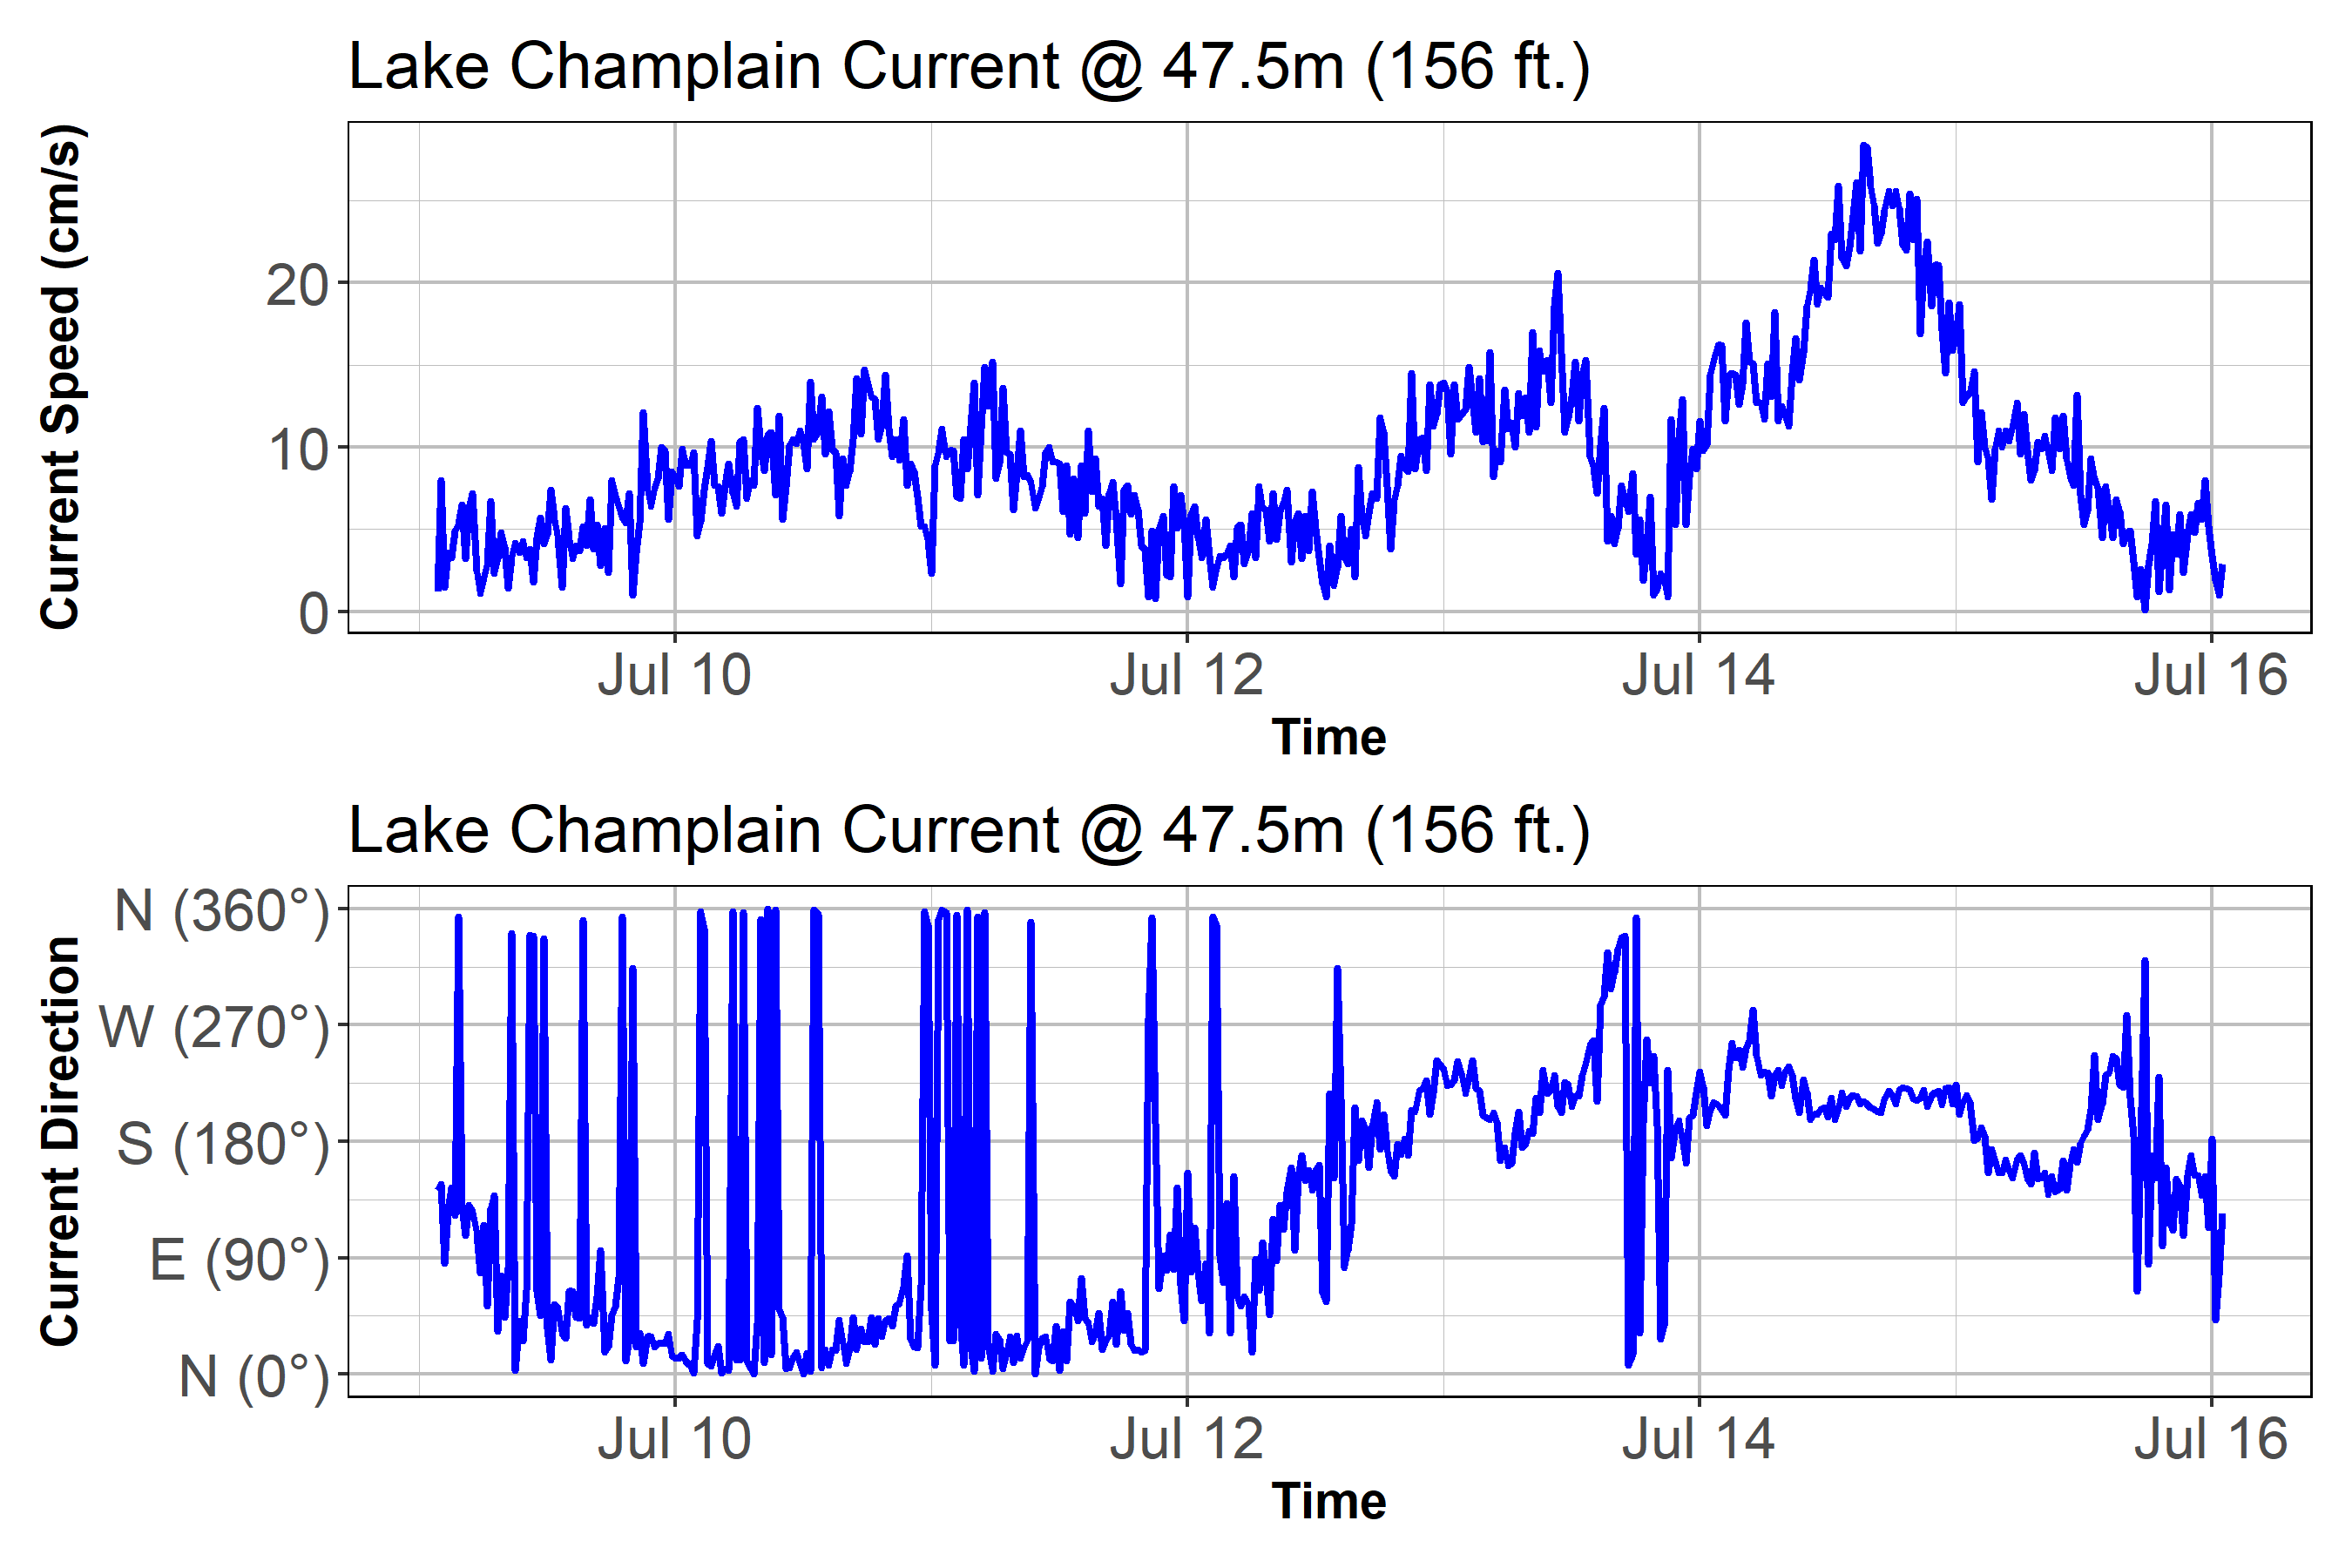 Lake Champlain Current @ 47.5m (156 ft.)
Current Speed (cm/s)
20
10
0
Jul 10 Jul 12 Jul 14 Jul 16
Time
Lake Champlain Current @ 47.5m (156 ft.)
Current Direction
N (360°)
W (270°)
S (180°)
E (90°)
N (0°)
Jul 10 Jul 12 Jul 14 Jul 16
Time